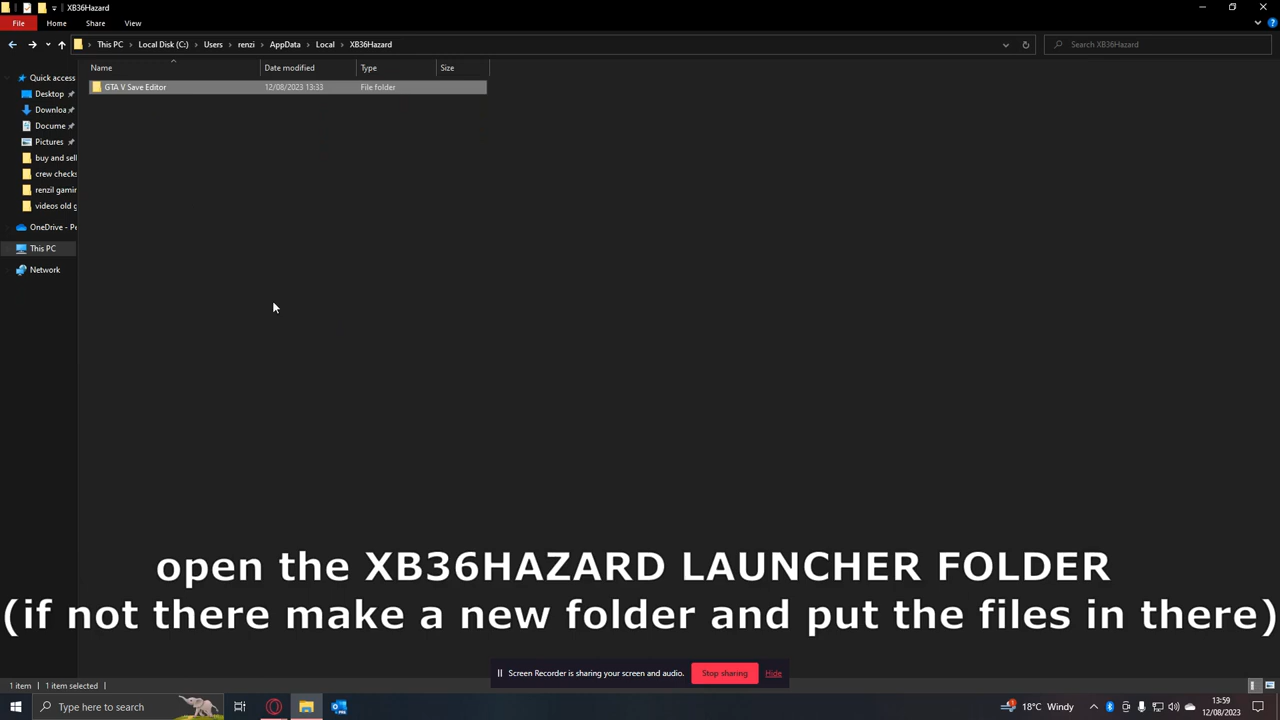 XB36Hazard
File Home Share View
This PC Local Disk (C:) Users renzi AppData Local XB36Hazard
Search XB36Hazard
Name Date modified Type Size
GTA V Save Editor 12/08/2023 13:33 File folder
Quick access
Desktop
Downloa
Docume
Pictures
buy and sell
crew checks
renzil gamin
videos old g
OneDrive - Pe
This PC
Network
open the XB36HAZARD LAUNCHER FOLDER
(if not there make a new folder and put the files in there)
Screen Recorder is sharing your screen and audio. Stop sharing Hide
1 item 1 item selected
Type here to search
18°C Windy
13:59
12/08/2023